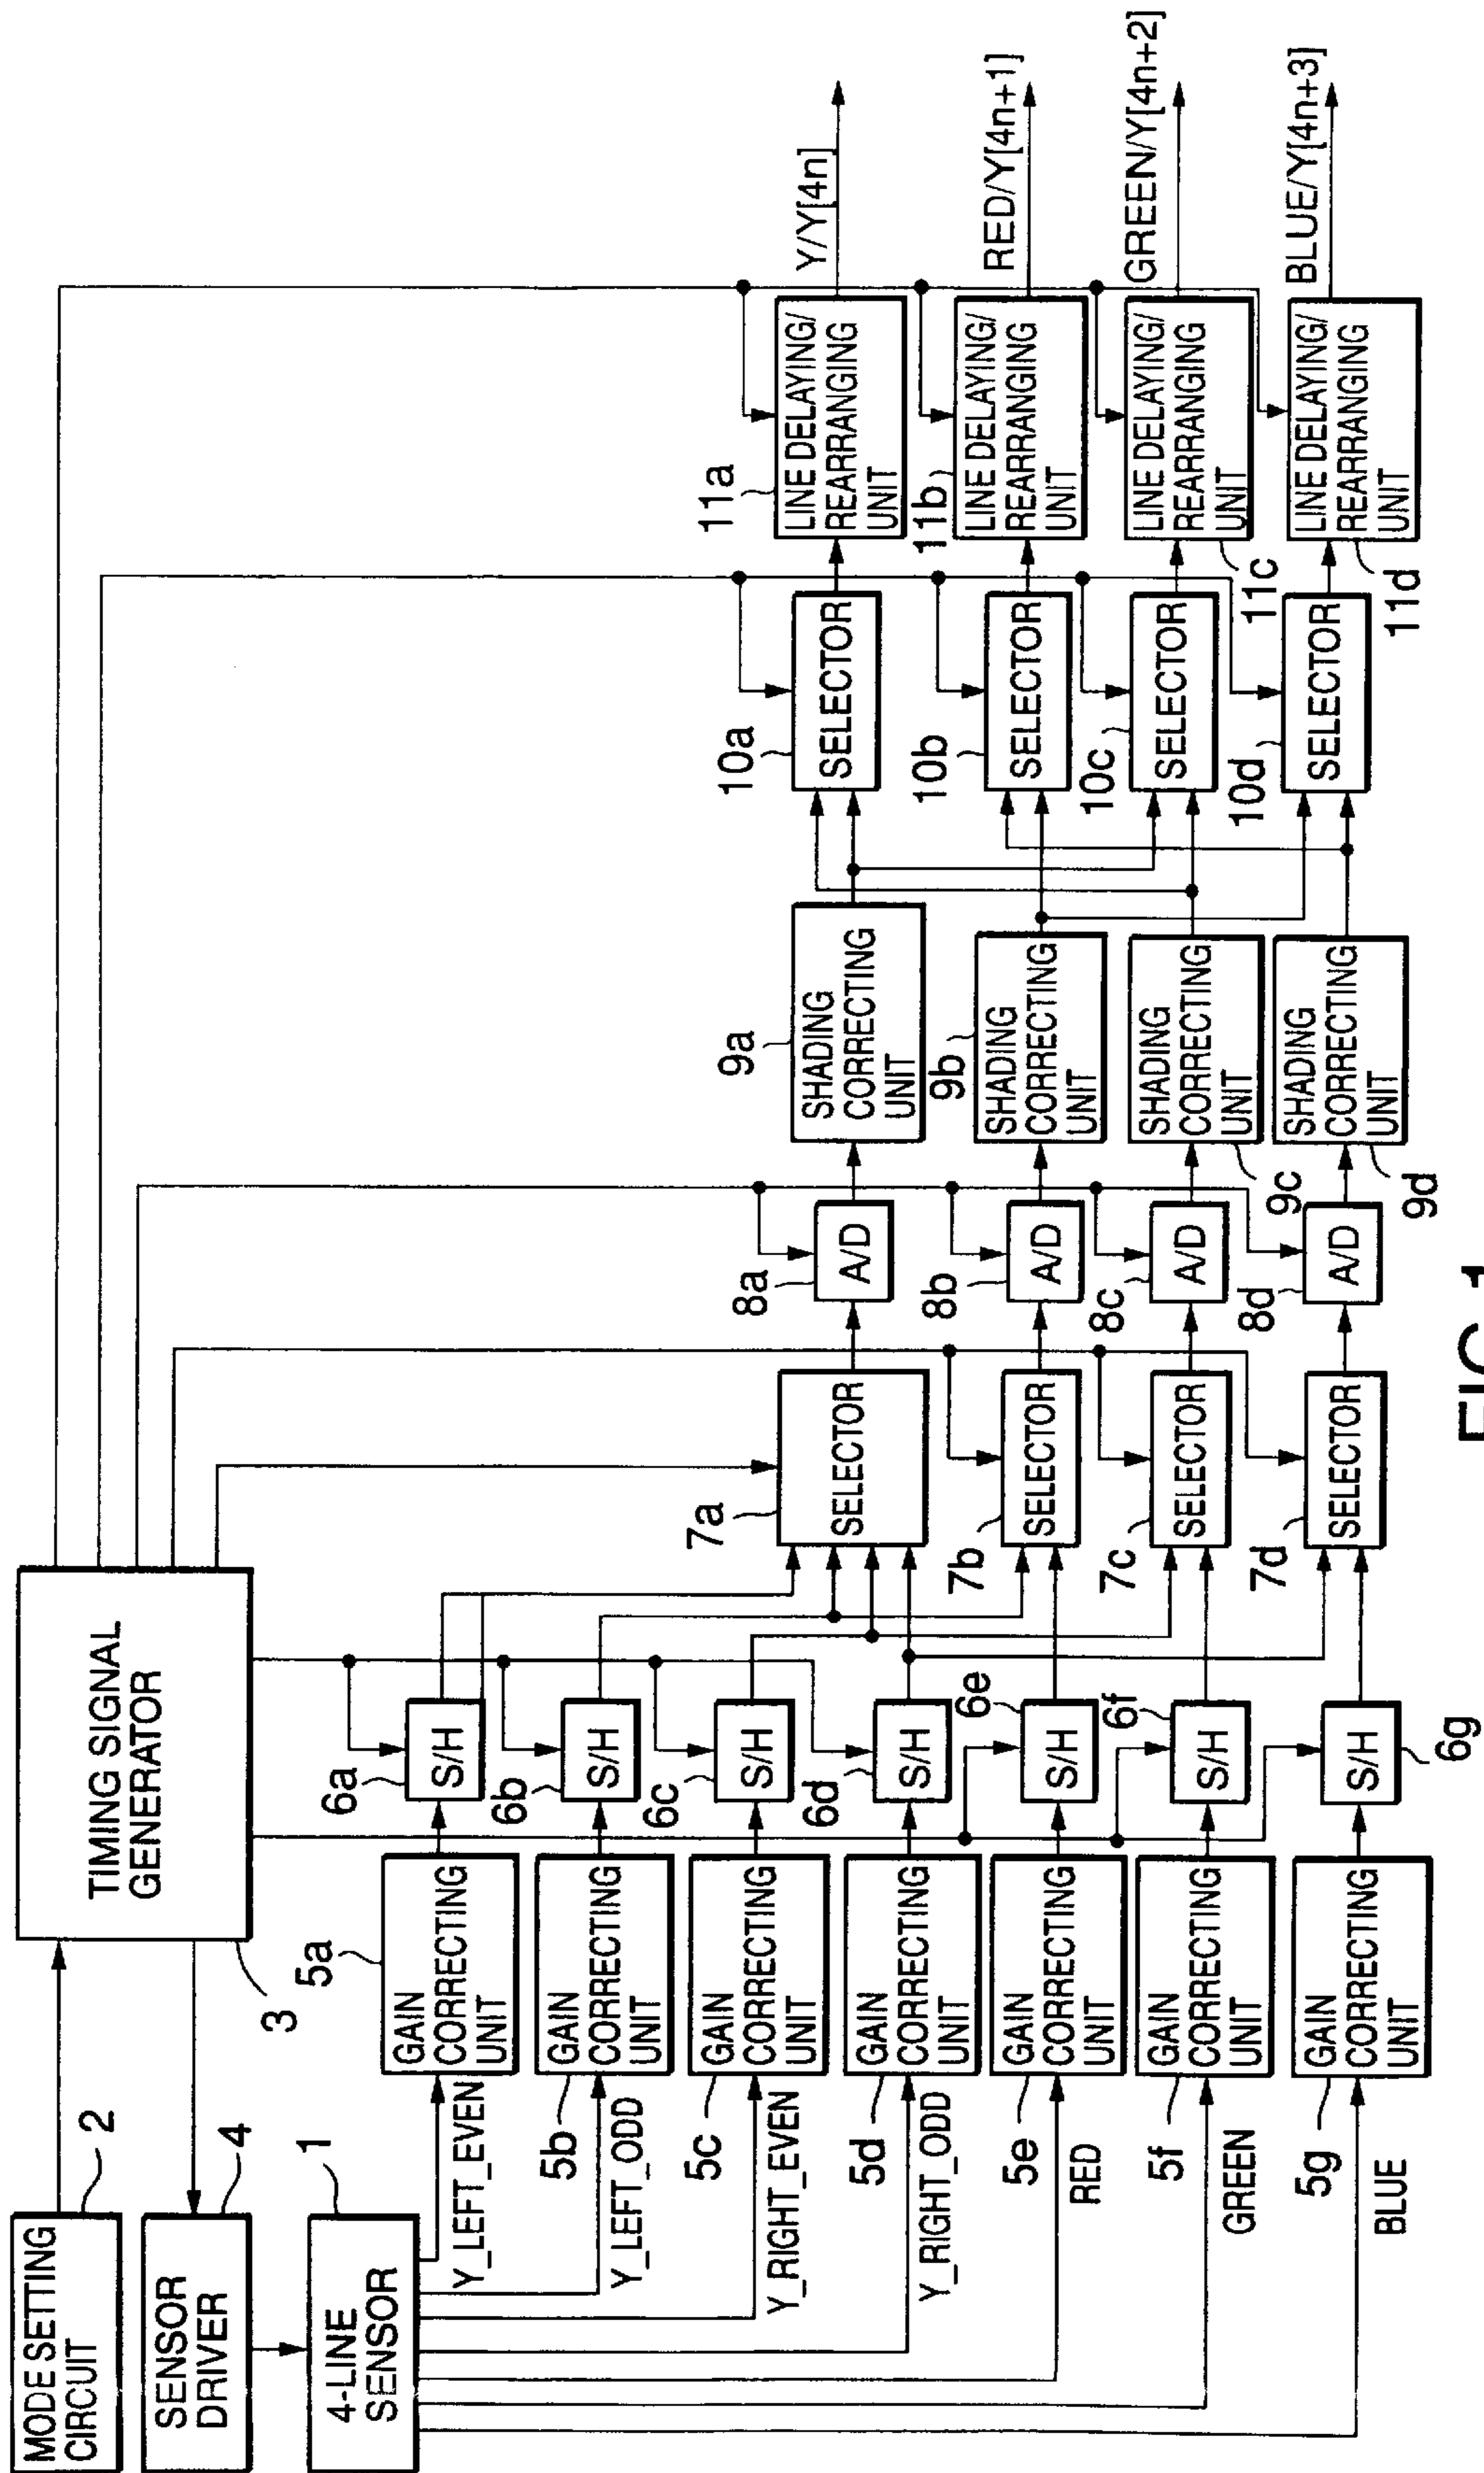 MODE SETTING
CIRCUIT
2
SENSOR
DRIVER
4
4-LINE
SENSOR
1
TIMING SIGNAL
GENERATOR
3
Y_LEFT_EVEN
Y_LEFT_ODD
Y_RIGHT_EVEN
Y_RIGHT_ODD
RED
GREEN
BLUE
5a
GAIN
CORRECTING
UNIT
5b
GAIN
CORRECTING
UNIT
5c
GAIN
CORRECTING
UNIT
5d
GAIN
CORRECTING
UNIT
5e
GAIN
CORRECTING
UNIT
5f
GAIN
CORRECTING
UNIT
5g
GAIN
CORRECTING
UNIT
6a
S/H
6b
S/H
6c
S/H
6d
S/H
6e
S/H
6f
S/H
6g
S/H
7a
SELECTOR
7b
SELECTOR
7c
SELECTOR
7d
SELECTOR
8a
A/D
8b
A/D
8c
A/D
8d
A/D
9a
SHADING
CORRECTING
UNIT
9b
SHADING
CORRECTING
UNIT
9c
SHADING
CORRECTING
UNIT
9d
SHADING
CORRECTING
UNIT
10a
SELECTOR
10b
SELECTOR
10c
SELECTOR
10d
SELECTOR
11a
LINE DELAYING/
REARRANGING
UNIT
11b
LINE DELAYING/
REARRANGING
UNIT
11c
LINE DELAYING/
REARRANGING
UNIT
11d
LINE DELAYING/
REARRANGING
UNIT
Y/Y[4n]
RED/Y[4n+1]
GREEN/Y[4n+2]
BLUE/Y[4n+3]
FIG. 1